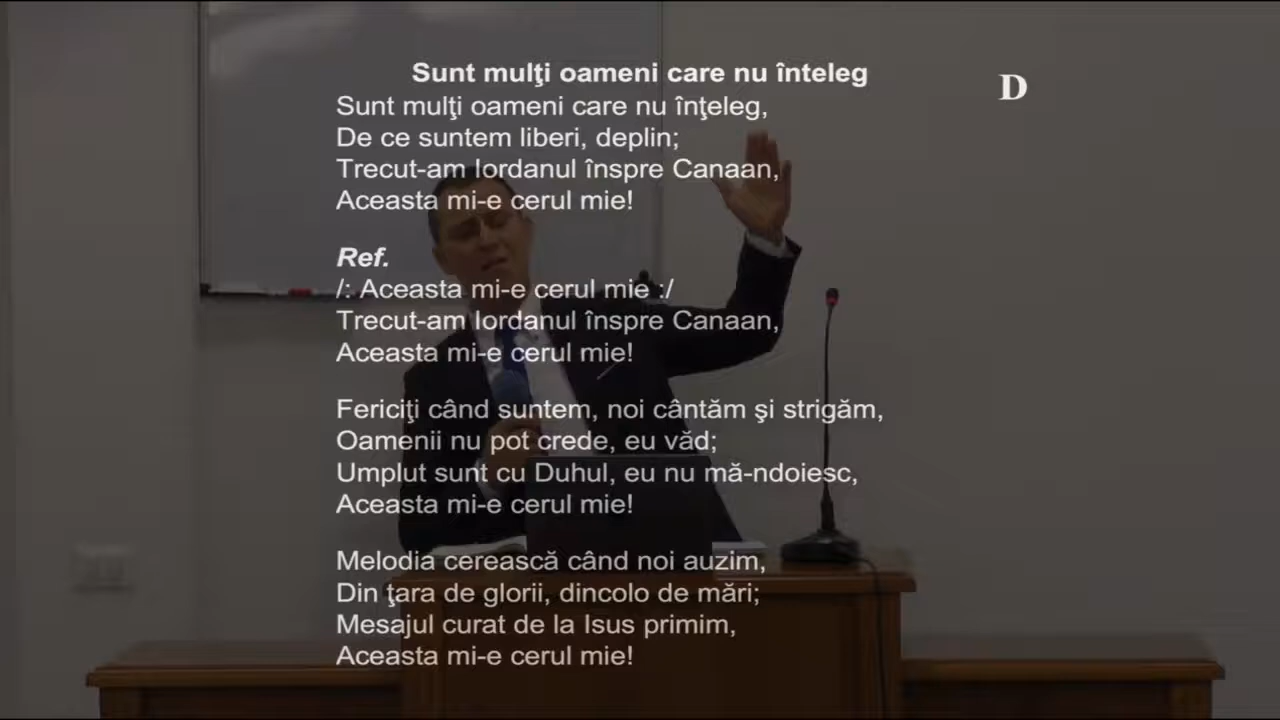 Sunt mulţi oameni care nu înteleg
D
Sunt mulţi oameni care nu înţeleg,
De ce suntem liberi, deplin;
Trecut-am Iordanul înspre Canaan,
Aceasta mi-e cerul mie!
Ref.
/: Aceasta mi-e cerul mie :/
Trecut-am Iordanul înspre Canaan,
Aceasta mi-e cerul mie!
Fericiţi când suntem, noi cântăm şi strigăm,
Oamenii nu pot crede, eu văd;
Umplut sunt cu Duhul, eu nu mă-ndoiesc,
Aceasta mi-e cerul mie!
Melodia cerească când noi auzim,
Din ţara de glorii, dincolo de mări;
Mesajul curat de la Isus primim,
Aceasta mi-e cerul mie!